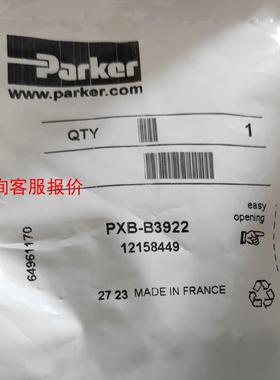 Parker
www.parker.com
QTY 1
询客服报价
easy
opening
PXB-B3922
12158449
64961170
27 23 MADE IN FRANCE